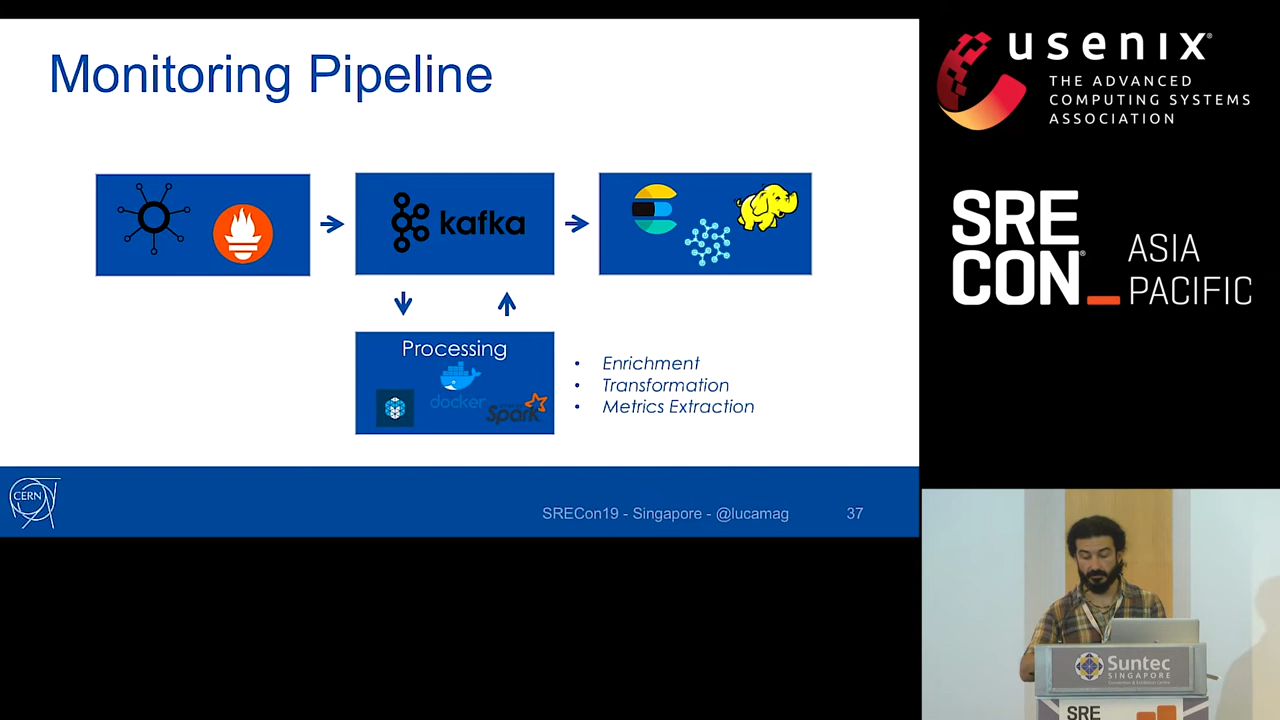 Monitoring Pipeline
kafka
Processing
docker
Spark
• Enrichment
• Transformation
• Metrics Extraction
CERN
SRECon19 - Singapore - @lucamag
37
usenix®
THE ADVANCED
COMPUTING SYSTEMS
ASSOCIATION
SRE
CON®_
ASIA
PACIFIC
Suntec
SINGAPORE
SRE